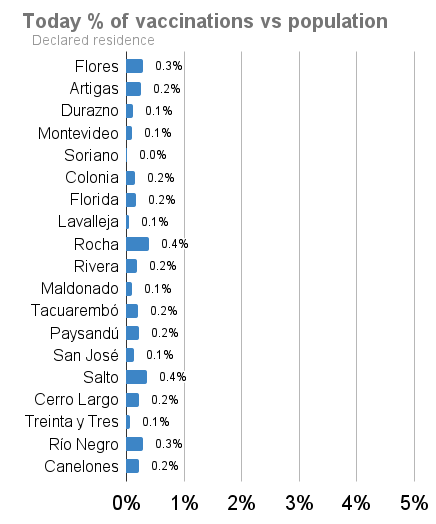 Today % of vaccinations vs population
Declared residence
Flores 0.3%
Artigas 0.2%
Durazno 0.1%
Montevideo 0.1%
Soriano 0.0%
Colonia 0.2%
Florida 0.2%
Lavalleja 0.1%
Rocha 0.4%
Rivera 0.2%
Maldonado 0.1%
Tacuarembó 0.2%
Paysandú 0.2%
San José 0.1%
Salto 0.4%
Cerro Largo 0.2%
Treinta y Tres 0.1%
Río Negro 0.3%
Canelones 0.2%
0% 1% 2% 3% 4% 5%